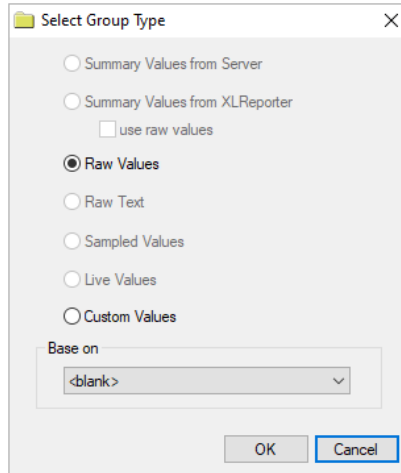 Select Group Type
Summary Values from Server
Summary Values from XLReporter
use raw values
Raw Values
Raw Text
Sampled Values
Live Values
Custom Values
Base on
<blank>
OK Cancel